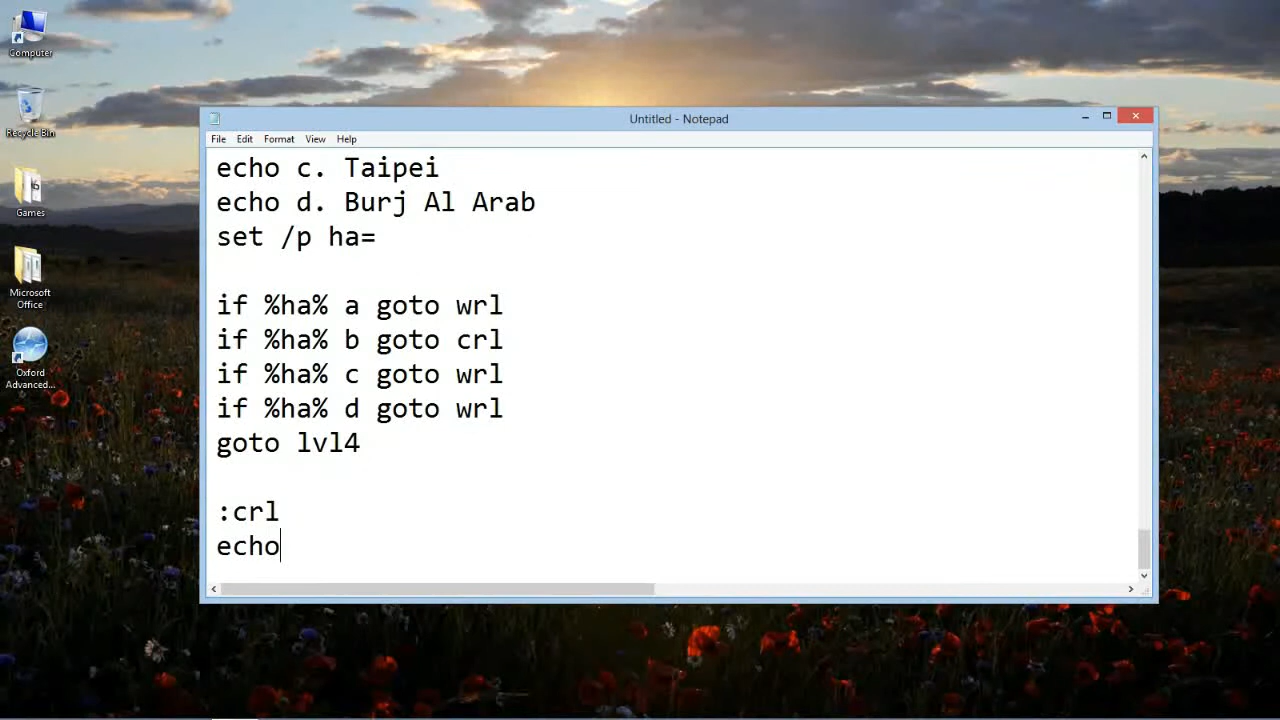 Computer
Recycle Bin
Games
Microsoft
Office
Oxford
Advanced...
Untitled - Notepad
File Edit Format View Help
echo c. Taipei
echo d. Burj Al Arab
set /p ha=
if %ha% a goto wrl
if %ha% b goto crl
if %ha% c goto wrl
if %ha% d goto wrl
goto lvl4
:crl
echo